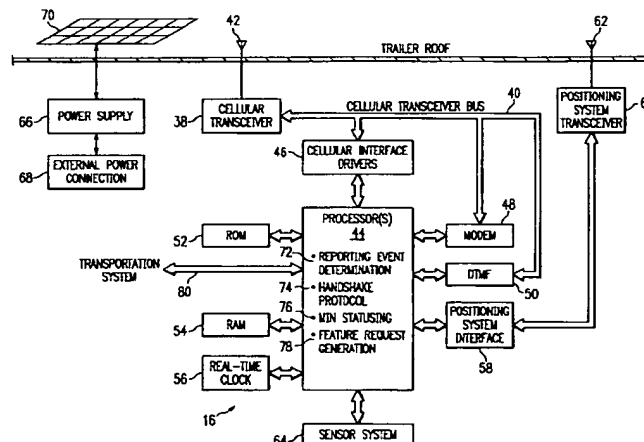 70
42
62
TRAILER ROOF
66
POWER SUPPLY
38
CELLULAR
TRANSCEIVER
CELLULAR TRANSCEIVER BUS
40
POSITIONING
SYSTEM
TRANSCEIVER
6
68
EXTERNAL POWER
CONNECTION
46
CELLULAR INTERFACE
DRIVERS
PROCESSOR(S)
44
48
MODEM
52
ROM
72
• REPORTING EVENT
DETERMINATION
TRANSPORTATION
SYSTEM
80
74
• HANDSHAKE
PROTOCOL
DTMF
50
76
• MIN STATUSING
54
RAM
78
• FEATURE REQUEST
GENERATION
POSITIONING
SYSTEM
INTERFACE
58
56
REAL-TIME
CLOCK
16
64
SENSOR SYSTEM